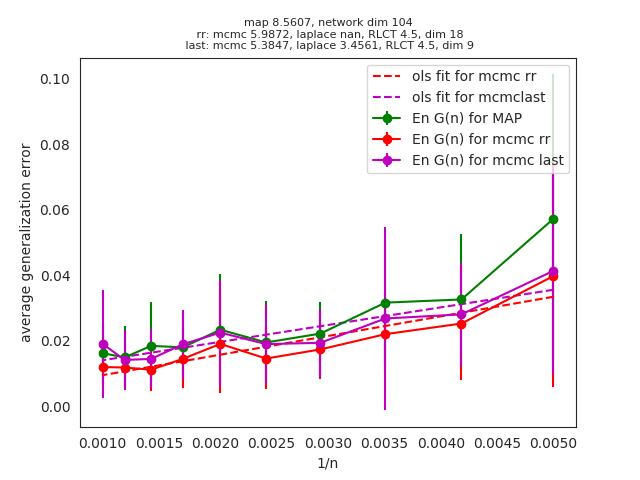 map 8.5607, network dim 104
rr: mcmc 5.9872, laplace nan, RLCT 4.5, dim 18
last: mcmc 5.3847, laplace 3.4561, RLCT 4.5, dim 9
ols fit for mcmc rr
ols fit for mcmclast
En G(n) for MAP
En G(n) for mcmc rr
En G(n) for mcmc last
average generalization error
0.10
0.08
0.06
0.04
0.02
0.00
0.0010 0.0015 0.0020 0.0025 0.0030 0.0035 0.0040 0.0045 0.0050
1/n